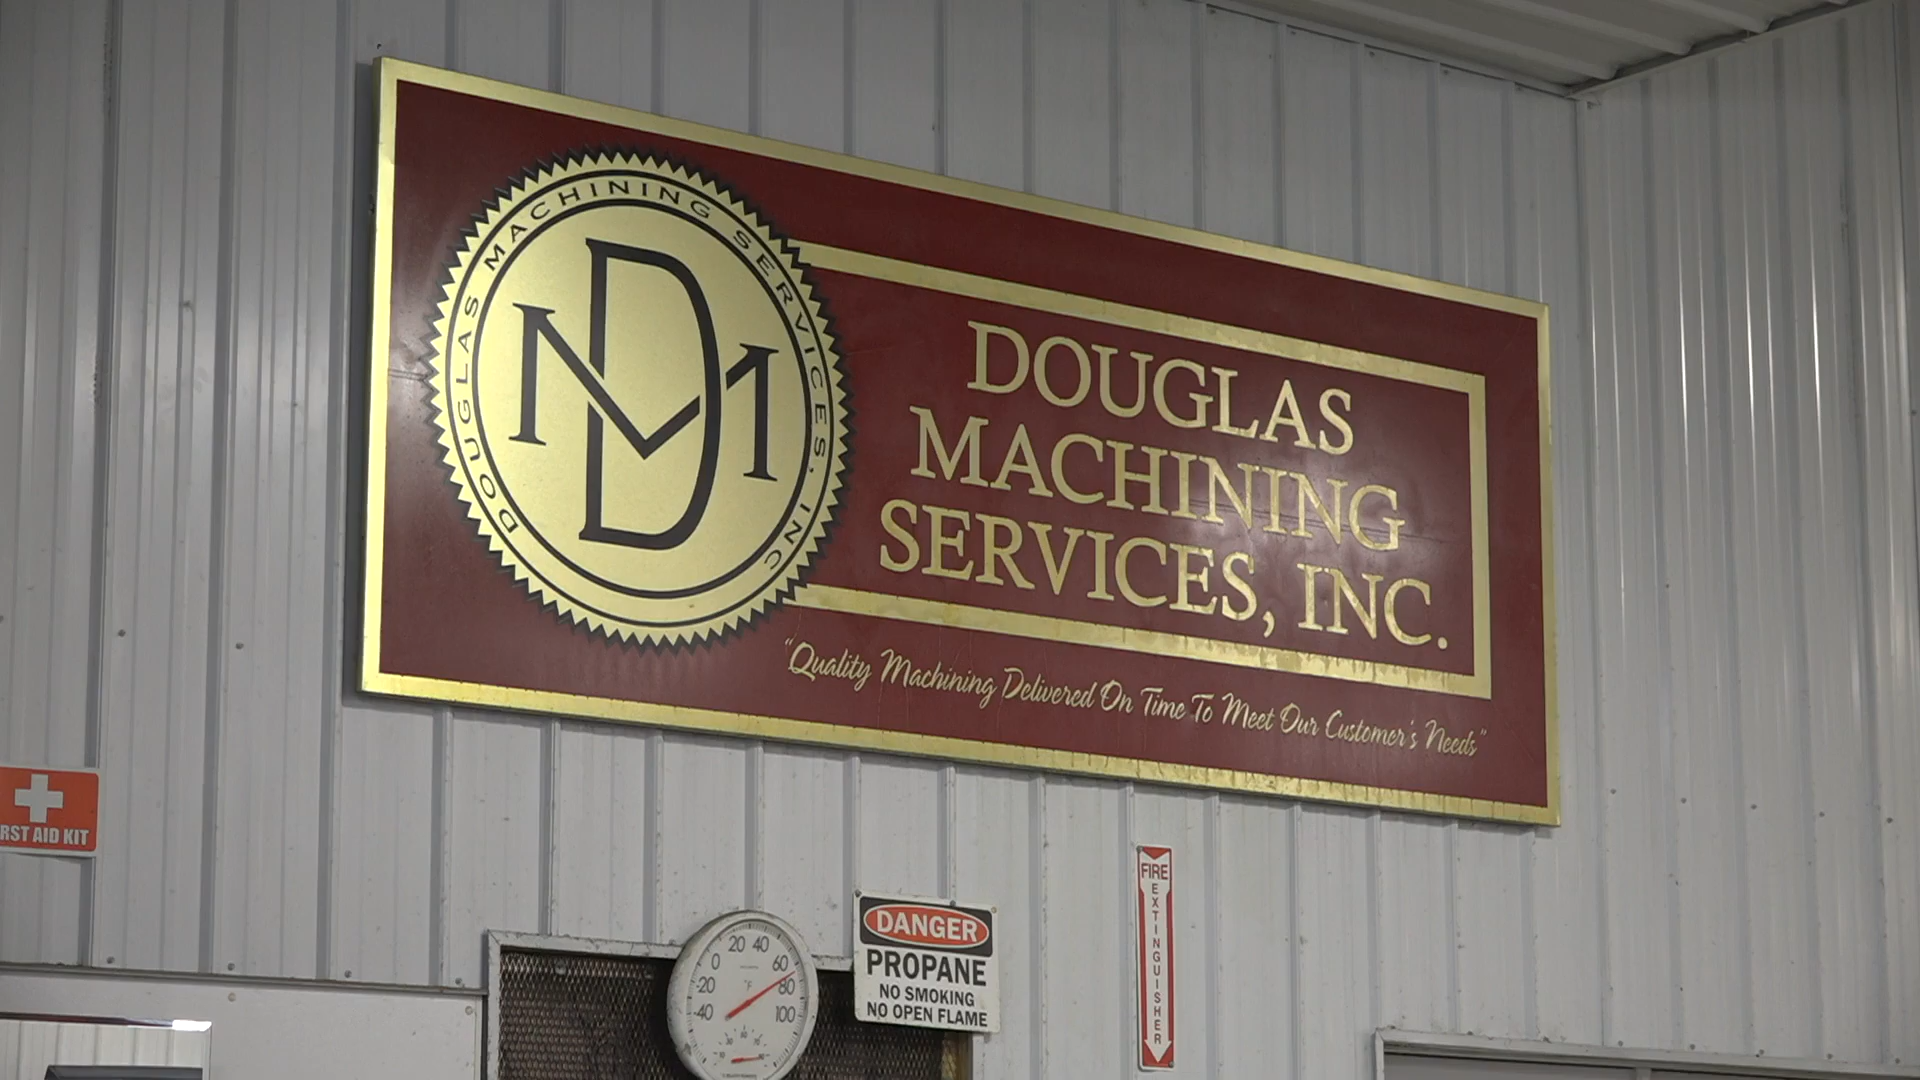 DOUGLAS MACHINING SERVICES, INC
DM
DOUGLAS
MACHINING
SERVICES, INC.
"Quality Machining Delivered On Time To Meet Our Customer's Needs"
RST AID KIT
20 40
0 60
-20 °F 80
-40 100
DANGER
PROPANE
NO SMOKING
NO OPEN FLAME
FIRE
EXTINGUISHER